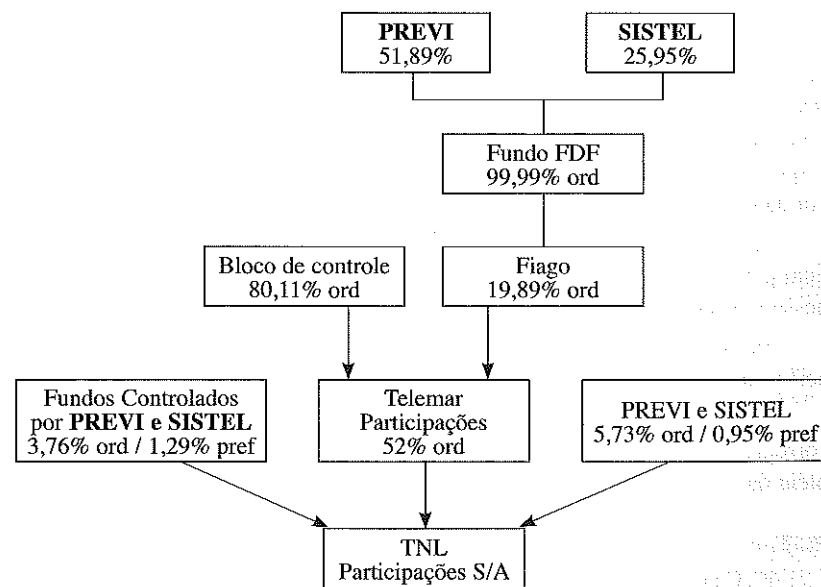 PREVI
51,89%
SISTEL
25,95%
Fundo FDF
99,99% ord
Bloco de controle
80,11% ord
Fiago
19,89% ord
Fundos Controlados
por PREVI e SISTEL
3,76% ord / 1,29% pref
Telemar
Participações
52% ord
PREVI e SISTEL
5,73% ord / 0,95% pref
TNL
Participações S/A